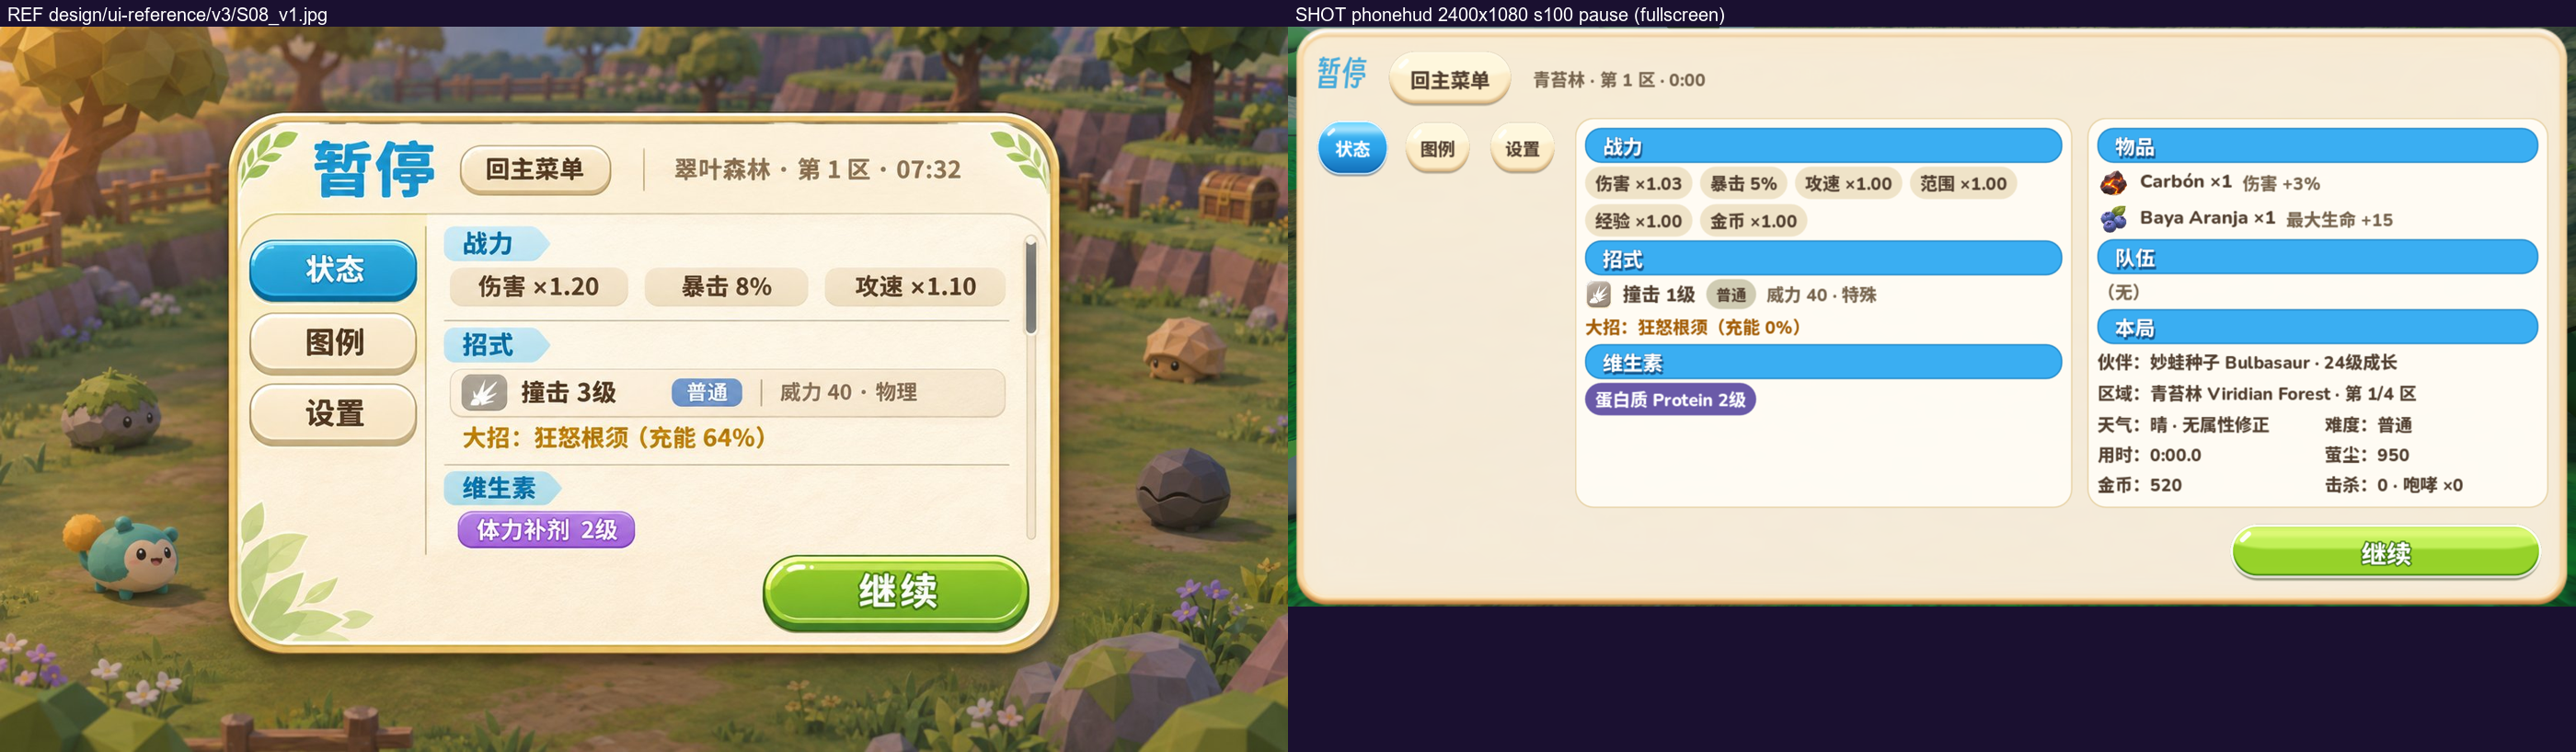 REF design/ui-reference/v3/S08_v1.jpg
暂停
回主菜单
翠叶森林 · 第 1 区 · 07:32
状态
图例
设置
战力
伤害 ×1.20
暴击 8%
攻速 ×1.10
招式
撞击 3级
普通
威力 40 · 物理
大招：狂怒根须（充能 64%）
维生素
体力补剂 2级
继续
SHOT phonehud 2400x1080 s100 pause (fullscreen)
暂停
回主菜单
青苔林 · 第 1 区 · 0:00
状态
图例
设置
战力
伤害 ×1.03
暴击 5%
攻速 ×1.00
范围 ×1.00
经验 ×1.00
金币 ×1.00
招式
撞击 1级
普通
威力 40 · 特殊
大招：狂怒根须（充能 0%）
维生素
蛋白质 Protein 2级
物品
Carbón ×1 伤害 +3%
Baya Aranja ×1 最大生命 +15
队伍
（无）
本局
伙伴：妙蛙种子 Bulbasaur · 24级成长
区域：青苔林 Viridian Forest · 第 1/4 区
天气：晴 · 无属性修正
难度：普通
用时：0:00.0
萤尘：950
金币：520
击杀：0 · 咆哮 ×0
继续